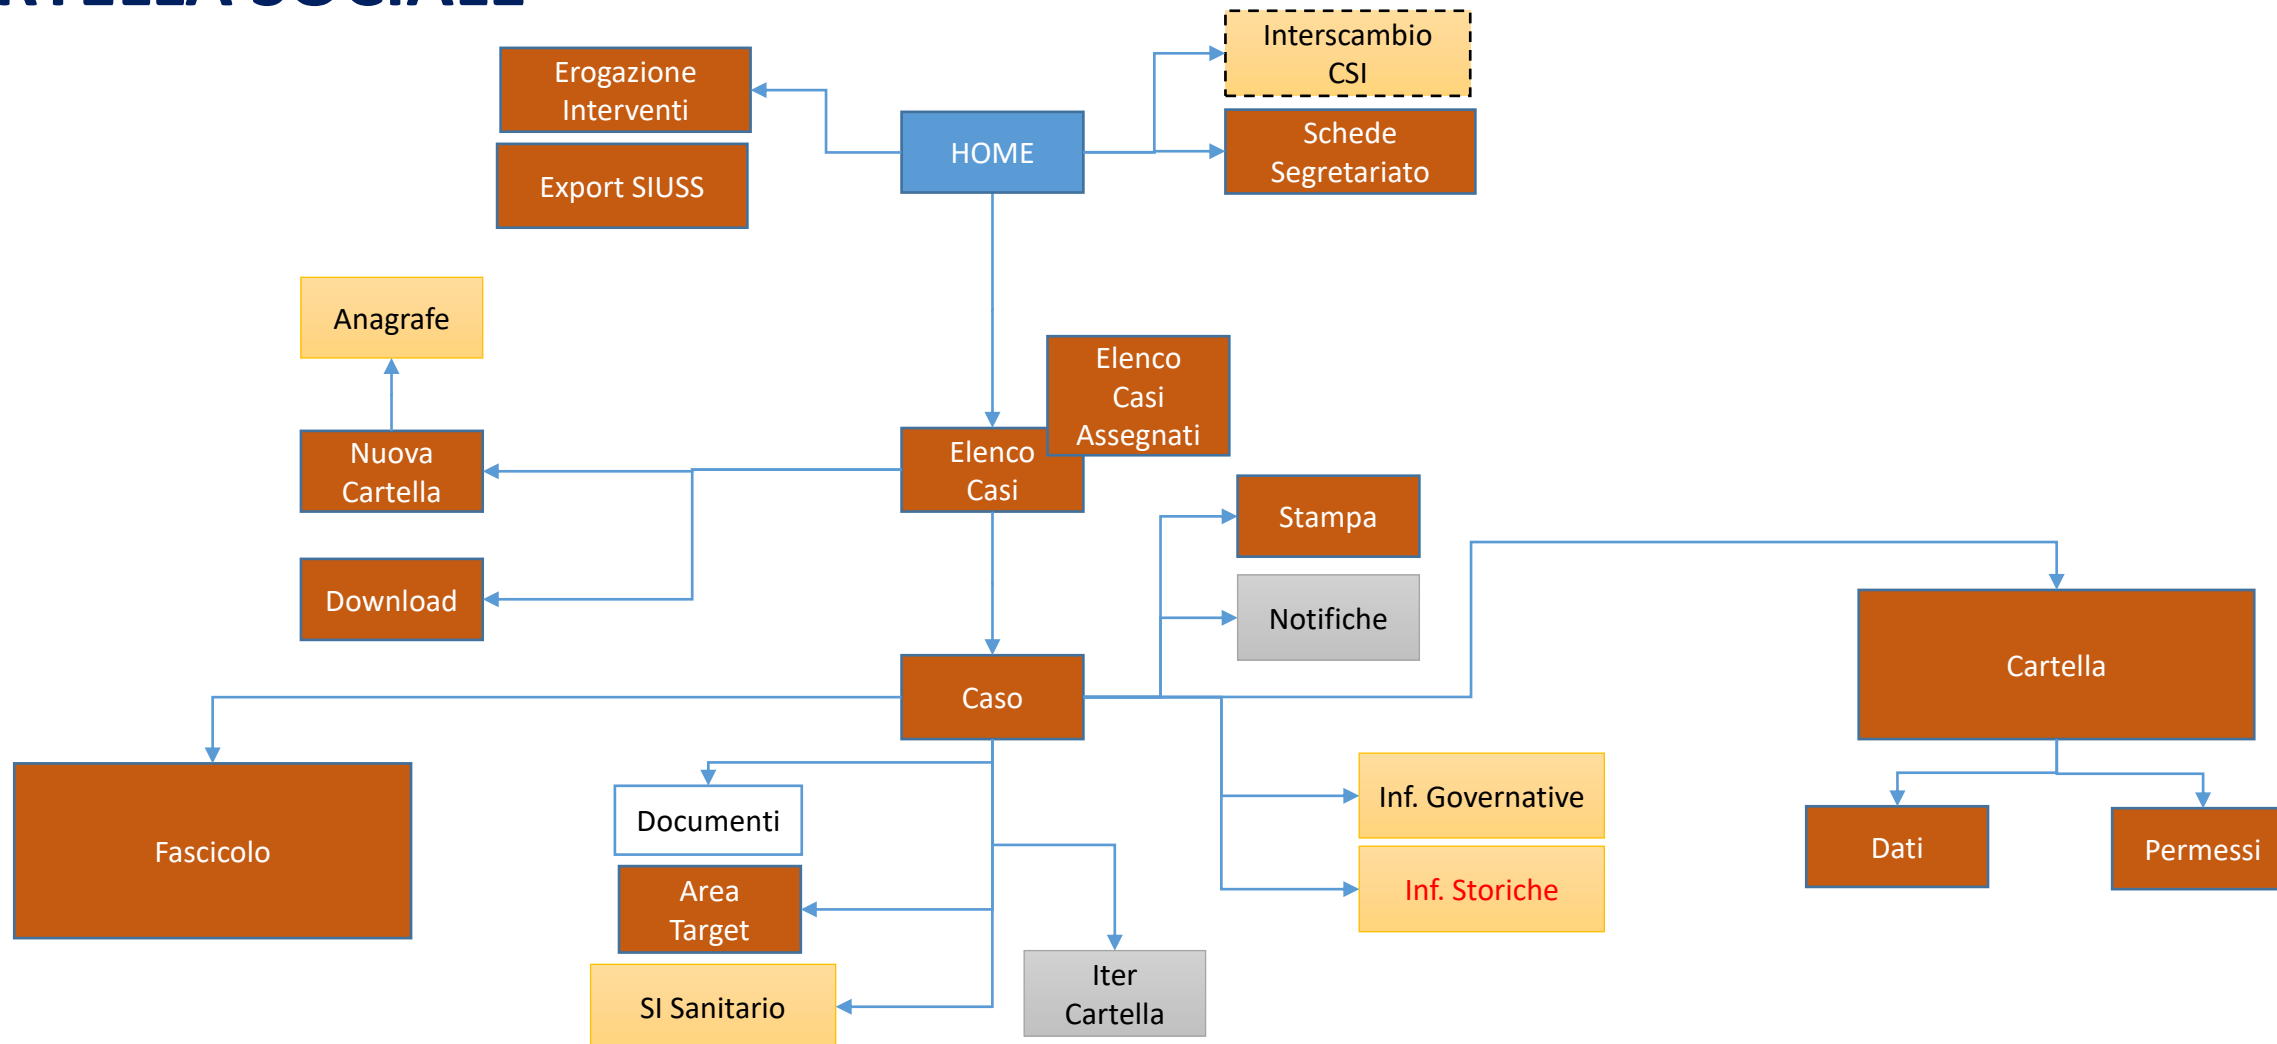 SOCIALE
Interscambio
CSI
Erogazione
Interventi
HOME
Schede
Segretariato
Export SIUSS
Anagrafe
Elenco
Casi
Assegnati
Nuova
Cartella
Elenco
Casi
Stampa
Download
Notifiche
Cartella
Caso
Inf. Governative
Documenti
Dati
Permessi
Fascicolo
Area
Target
Inf. Storiche
SI Sanitario
Iter
Cartella